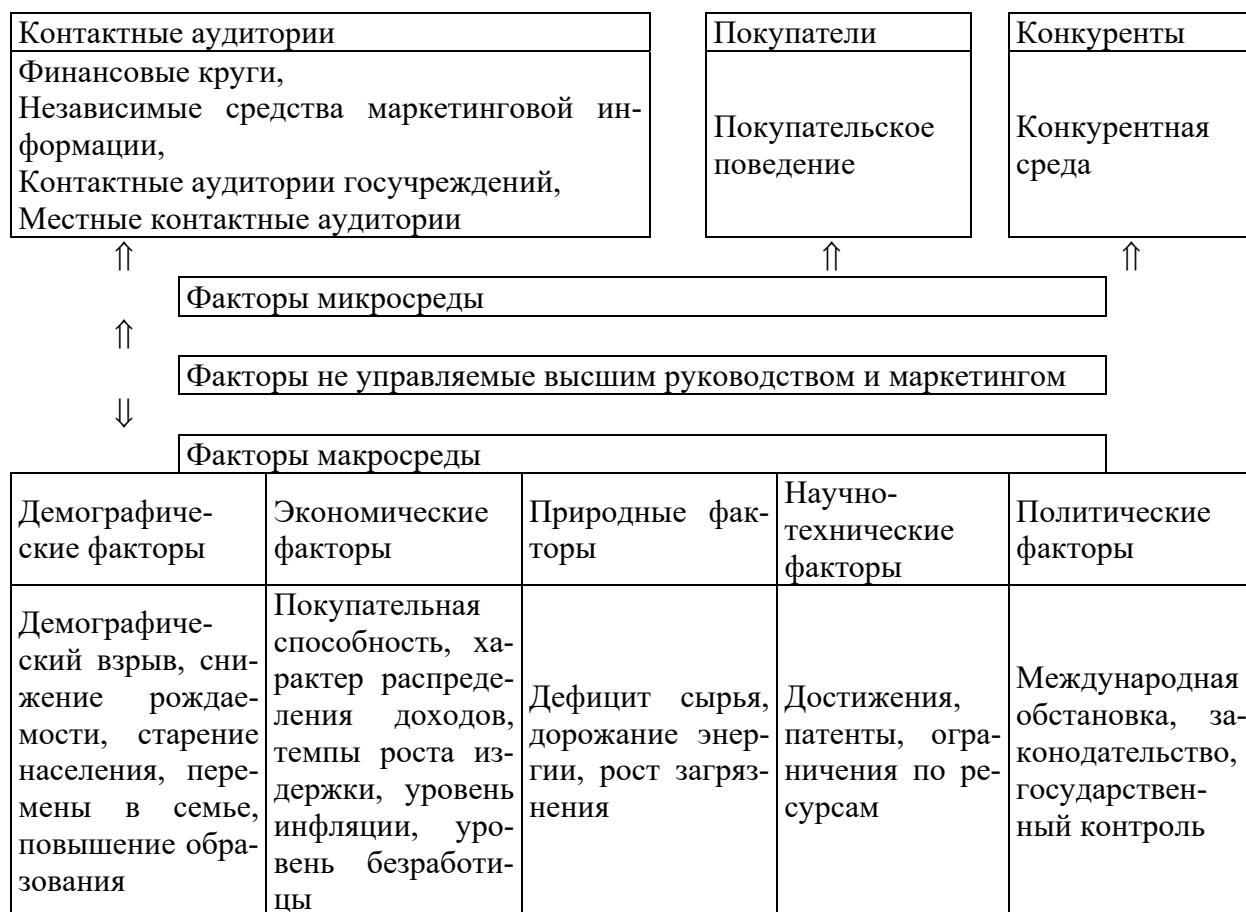 Контактные аудитории
Финансовые круги,
Независимые средства маркетинговой ин-
формации,
Контактные аудитории госучреждений,
Местные контактные аудитории
Покупатели
Покупательское
поведение
Конкуренты
Конкурентная
среда
⇑ ⇑ ⇑
Факторы микросреды
⇑
Факторы не управляемые высшим руководством и маркетингом
⇓
Факторы макросреды
Демографиче-
ские факторы
Экономические
факторы
Природные фак-
торы
Научно-
технические
факторы
Политические
факторы
Демографиче-
ский взрыв, сни-
жение рождае-
мости, старение
населения, пере-
мены в семье,
повышение обра-
зования
Покупательная
способность, ха-
рактер распреде-
ления доходов,
темпы роста из-
держки, уровень
инфляции, уро-
вень безработи-
цы
Дефицит сырья,
дорожание энер-
гии, рост загряз-
нения
Достижения,
патенты, огра-
ничения по ре-
сурсам
Международная
обстановка, за-
конодательство,
государствен-
ный контроль